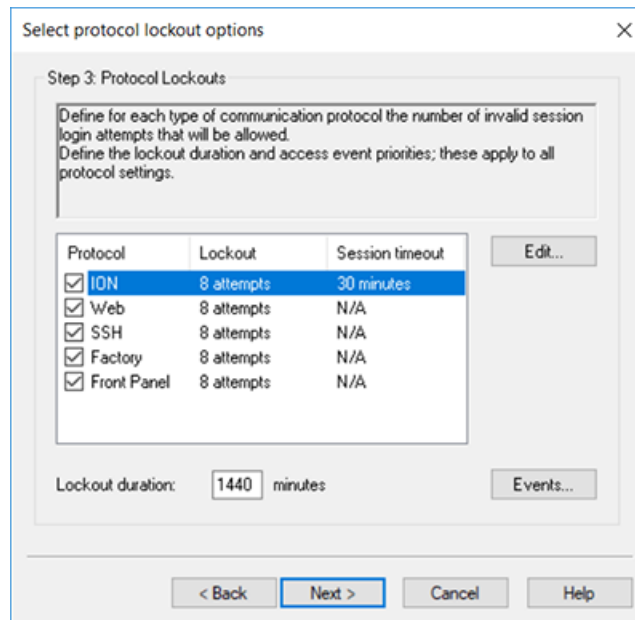 Select protocol lockout options
Step 3: Protocol Lockouts
Define for each type of communication protocol the number of invalid session
login attempts that will be allowed.
Define the lockout duration and access event priorities; these apply to all
protocol settings.
Protocol Lockout Session timeout
ION 8 attempts 30 minutes
Web 8 attempts N/A
SSH 8 attempts N/A
Factory 8 attempts N/A
Front Panel 8 attempts N/A
Edit...
Lockout duration: 1440 minutes
Events...
< Back Next > Cancel Help